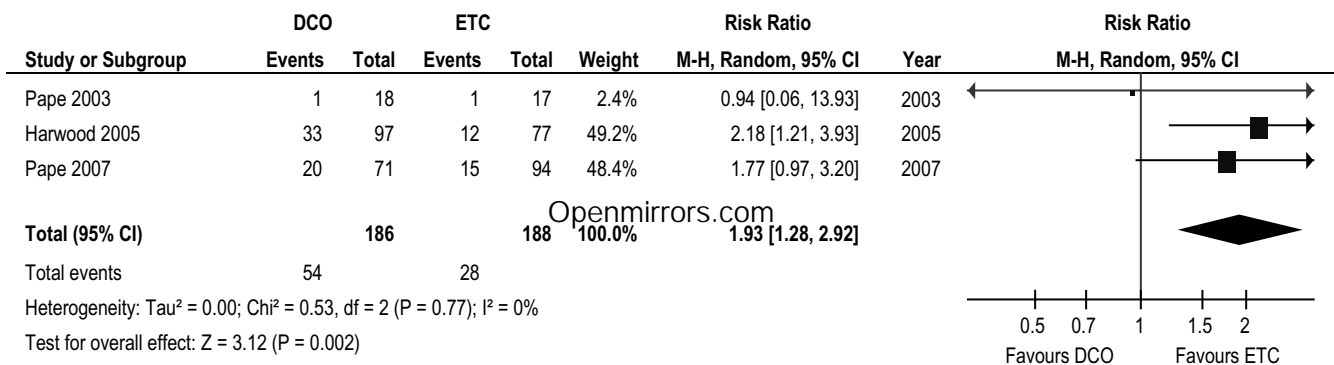 DCO ETC Risk Ratio Risk Ratio
Study or Subgroup Events Total Events Total Weight M-H, Random, 95% CI Year M-H, Random, 95% CI
Pape 2003 1 18 1 17 2.4% 0.94 [0.06, 13.93] 2003
Harwood 2005 33 97 12 77 49.2% 2.18 [1.21, 3.93] 2005
Pape 2007 20 71 15 94 48.4% 1.77 [0.97, 3.20] 2007
Openmirrors.com
Total (95% CI) 186 188 100.0% 1.93 [1.28, 2.92]
Total events 54 28
Heterogeneity: Tau² = 0.00; Chi² = 0.53, df = 2 (P = 0.77); I² = 0%
Test for overall effect: Z = 3.12 (P = 0.002)
0.5 0.7 1 1.5 2
Favours DCO Favours ETC